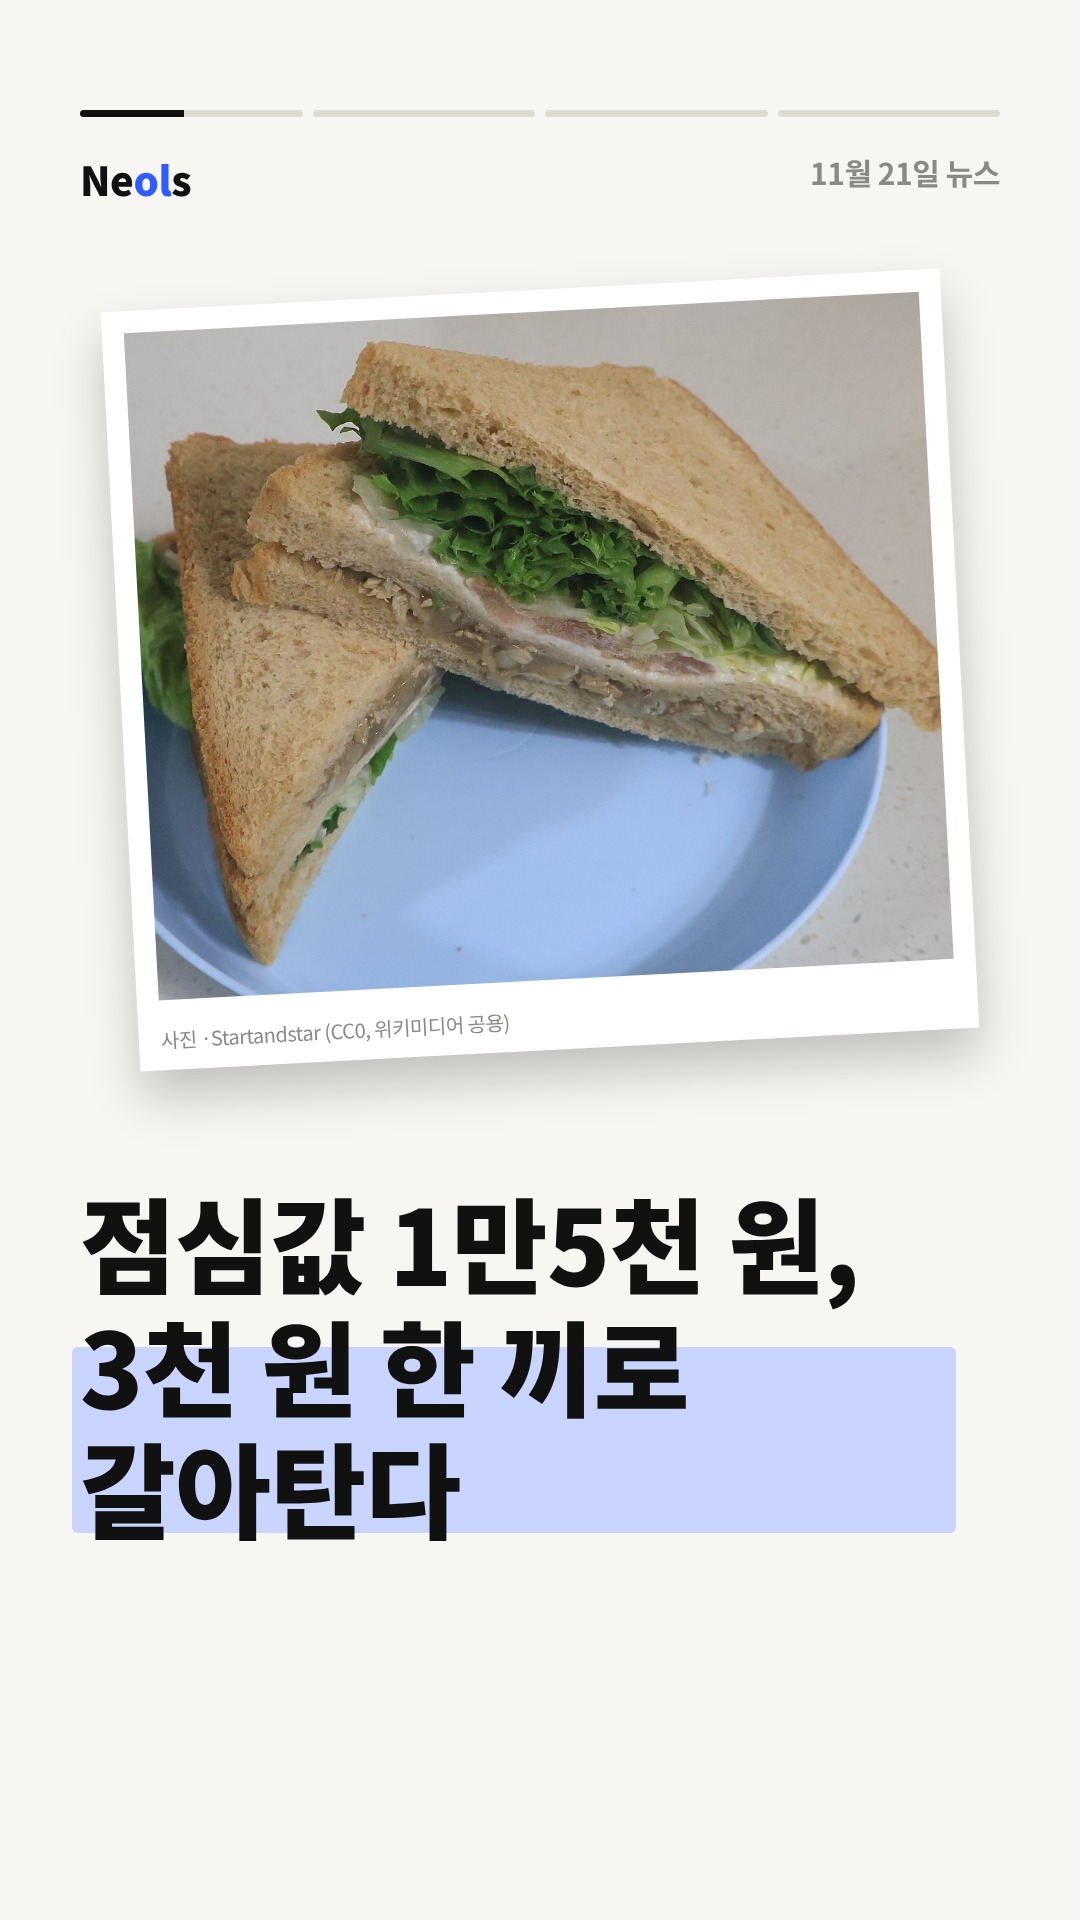 Neols
11월 21일 뉴스
사진 · Startandstar (CC0, 위키미디어 공용)
점심값 1만5천 원,
3천 원 한 끼로
갈아탄다